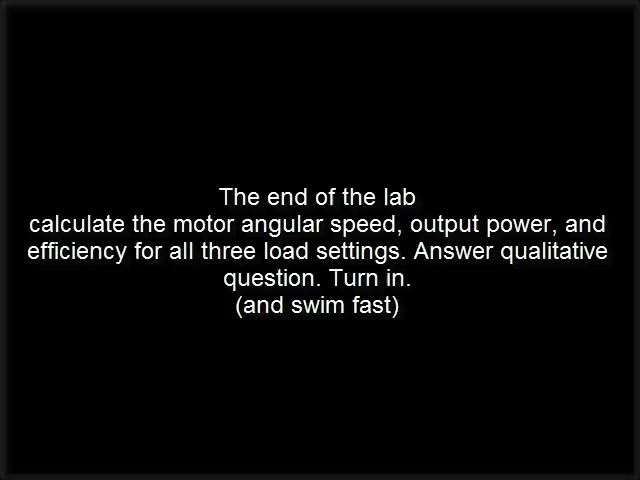 The end of the lab
calculate the motor angular speed, output power, and
efficiency for all three load settings. Answer qualitative
question. Turn in.
(and swim fast)